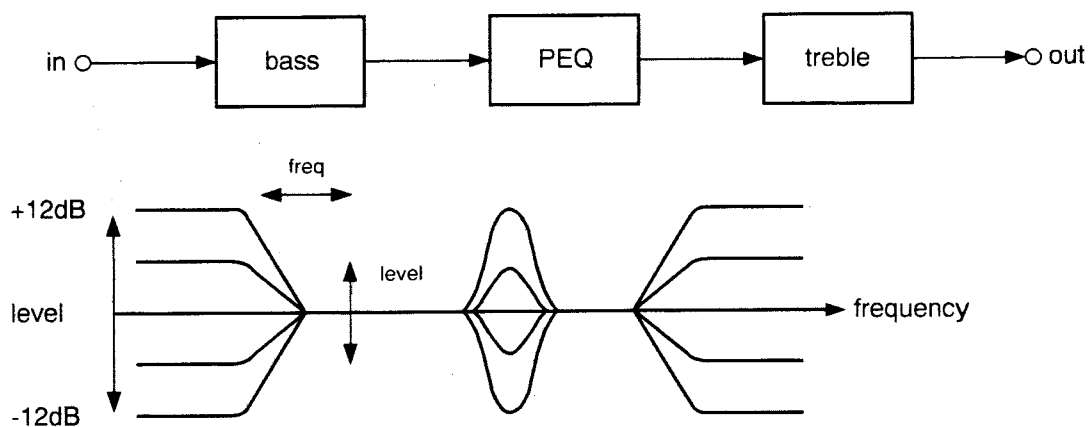 in
bass
PEQ
treble
out
freq
+12dB
level
level
frequency
-12dB